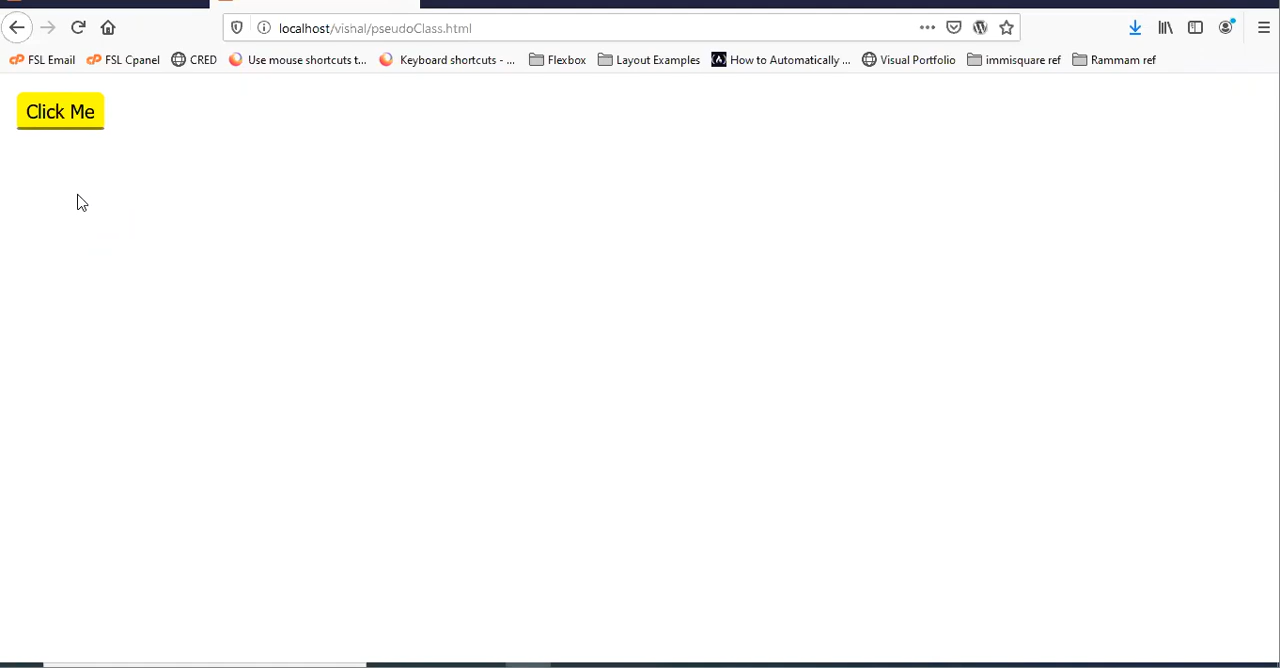 localhost/vishal/pseudoClass.html
FSL Email FSL Cpanel CRED Use mouse shortcuts t... Keyboard shortcuts - ... Flexbox Layout Examples How to Automatically ... Visual Portfolio immisquare ref Rammam ref
Click Me